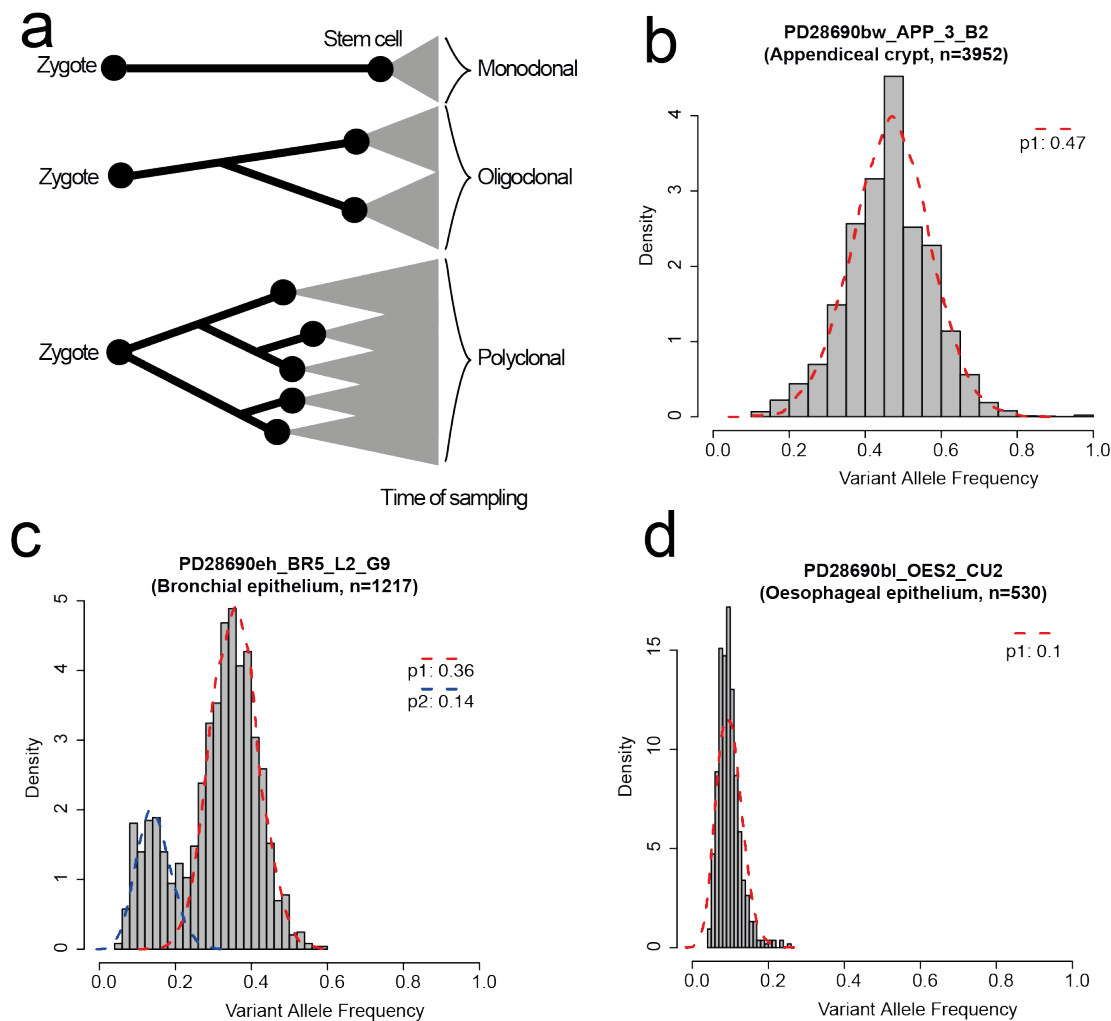 a
Stem cell
Zygote
Monoclonal
Zygote
Oligoclonal
Zygote
Polyclonal
Time of sampling
b
PD28690bw_APP_3_B2
(Appendiceal crypt, n=3952)
p1: 0.47
Density
0
1
2
3
4
0.0 0.2 0.4 0.6 0.8 1.0
Variant Allele Frequency
c
PD28690eh_BR5_L2_G9
(Bronchial epithelium, n=1217)
p1: 0.36
p2: 0.14
Density
0
1
2
3
4
5
0.0 0.2 0.4 0.6 0.8 1.0
Variant Allele Frequency
d
PD28690bl_OES2_CU2
(Oesophageal epithelium, n=530)
p1: 0.1
Density
0
5
10
15
0.0 0.2 0.4 0.6 0.8 1.0
Variant Allele Frequency